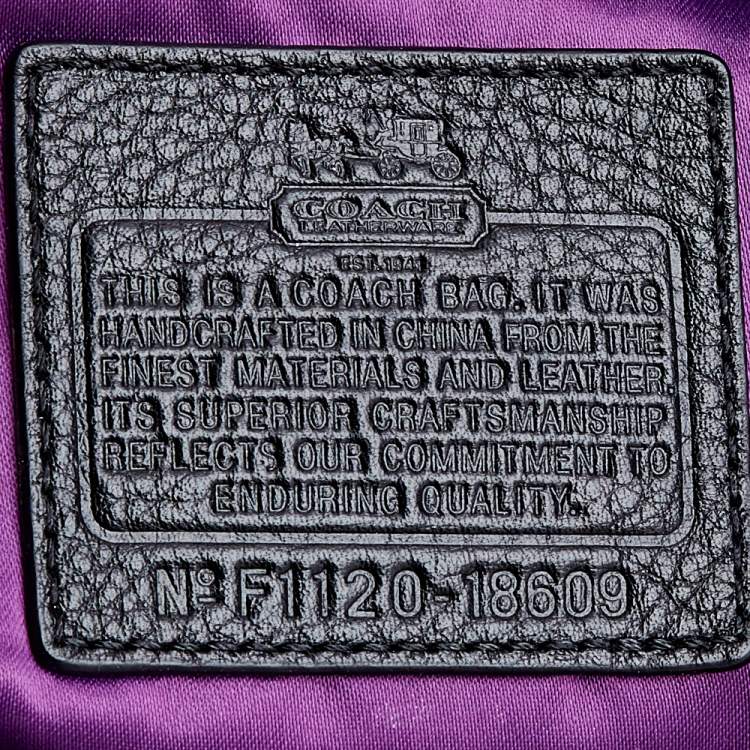 COACH
LEATHERWARE
EST. 1941
THIS IS A COACH BAG. IT WAS
HANDCRAFTED IN CHINA FROM THE
FINEST MATERIALS AND LEATHER.
ITS SUPERIOR CRAFTSMANSHIP
REFLECTS OUR COMMITMENT TO
ENDURING QUALITY.
Nº F1120-18609